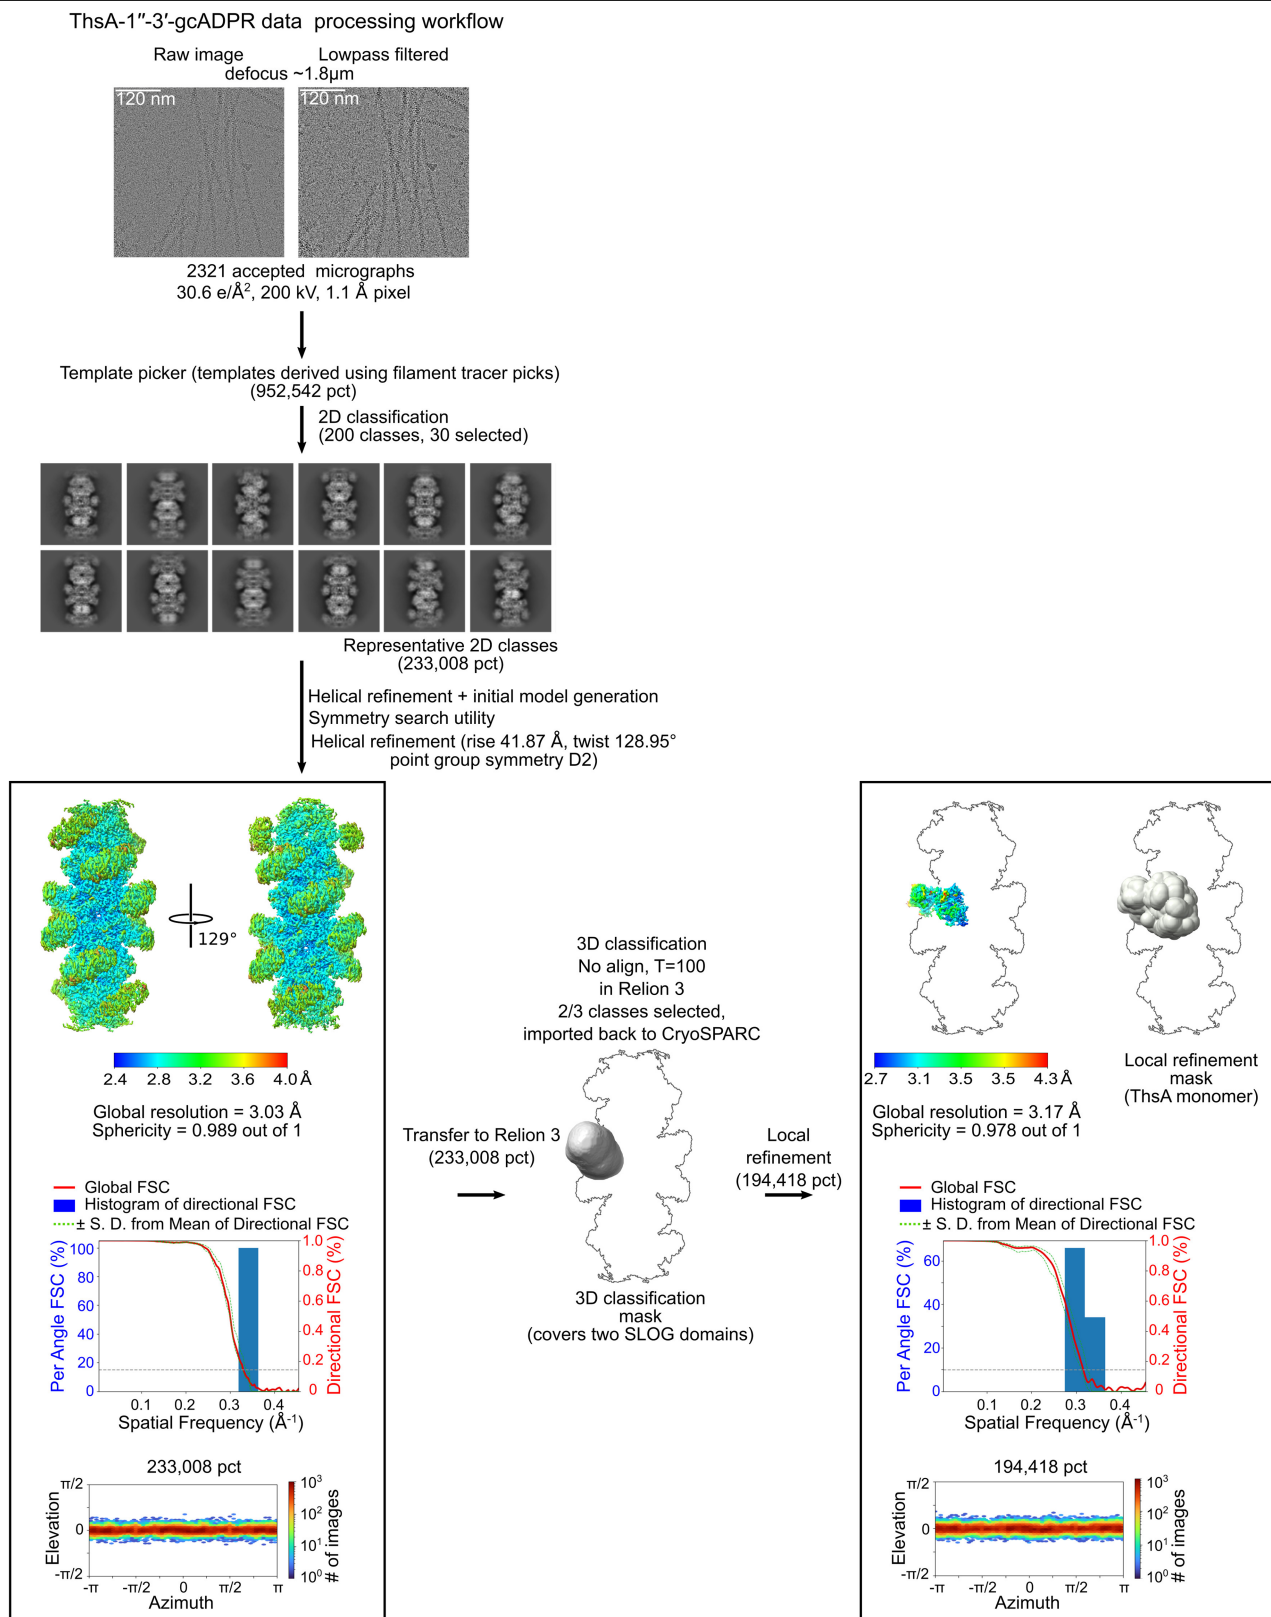 ThsA-1″-3′-gcADPR data  processing workflow
Raw image
Lowpass filtered
defocus ~1.8µm
120 nm
120 nm
2321 accepted  micrographs
30.6 e/Å², 200 kV, 1.1 Å pixel
Template picker (templates derived using filament tracer picks)
(952,542 pct)
2D classification
(200 classes, 30 selected)
Representative 2D classes
(233,008 pct)
Helical refinement + initial model generation
Symmetry search utility
Helical refinement (rise 41.87 Å, twist 128.95°
point group symmetry D2)
129°
2.4 2.8 3.2 3.6 4.0 Å
Global resolution = 3.03 Å
Sphericity = 0.989 out of 1
Global FSC
Histogram of directional FSC
± S. D. from Mean of Directional FSC
Per Angle FSC (%)
100
80
60
40
20
0
1.0
0.8
0.6
0.4
0.2
0
Directional FSC (%)
0.1 0.2 0.3 0.4
Spatial Frequency (Å⁻¹)
233,008 pct
Elevation
π/2
0
-π/2
-π -π/2 0 π/2 π
Azimuth
10³
10²
10¹
10⁰
# of images
Transfer to Relion 3
(233,008 pct)
3D classification
No align, T=100
in Relion 3
2/3 classes selected,
imported back to CryoSPARC
3D classification
mask
(covers two SLOG domains)
Local
refinement
(194,418 pct)
2.7 3.1 3.5 3.5 4.3 Å
Global resolution = 3.17 Å
Sphericity = 0.978 out of 1
Local refinement
mask
(ThsA monomer)
Global FSC
Histogram of directional FSC
± S. D. from Mean of Directional FSC
Per Angle FSC (%)
60
40
20
0
1.0
0.8
0.6
0.4
0.2
0
Directional FSC (%)
0.1 0.2 0.3 0.4
Spatial Frequency (Å⁻¹)
194,418 pct
Elevation
π/2
0
-π/2
-π -π/2 0 π/2 π
Azimuth
10³
10²
10¹
10⁰
# of images